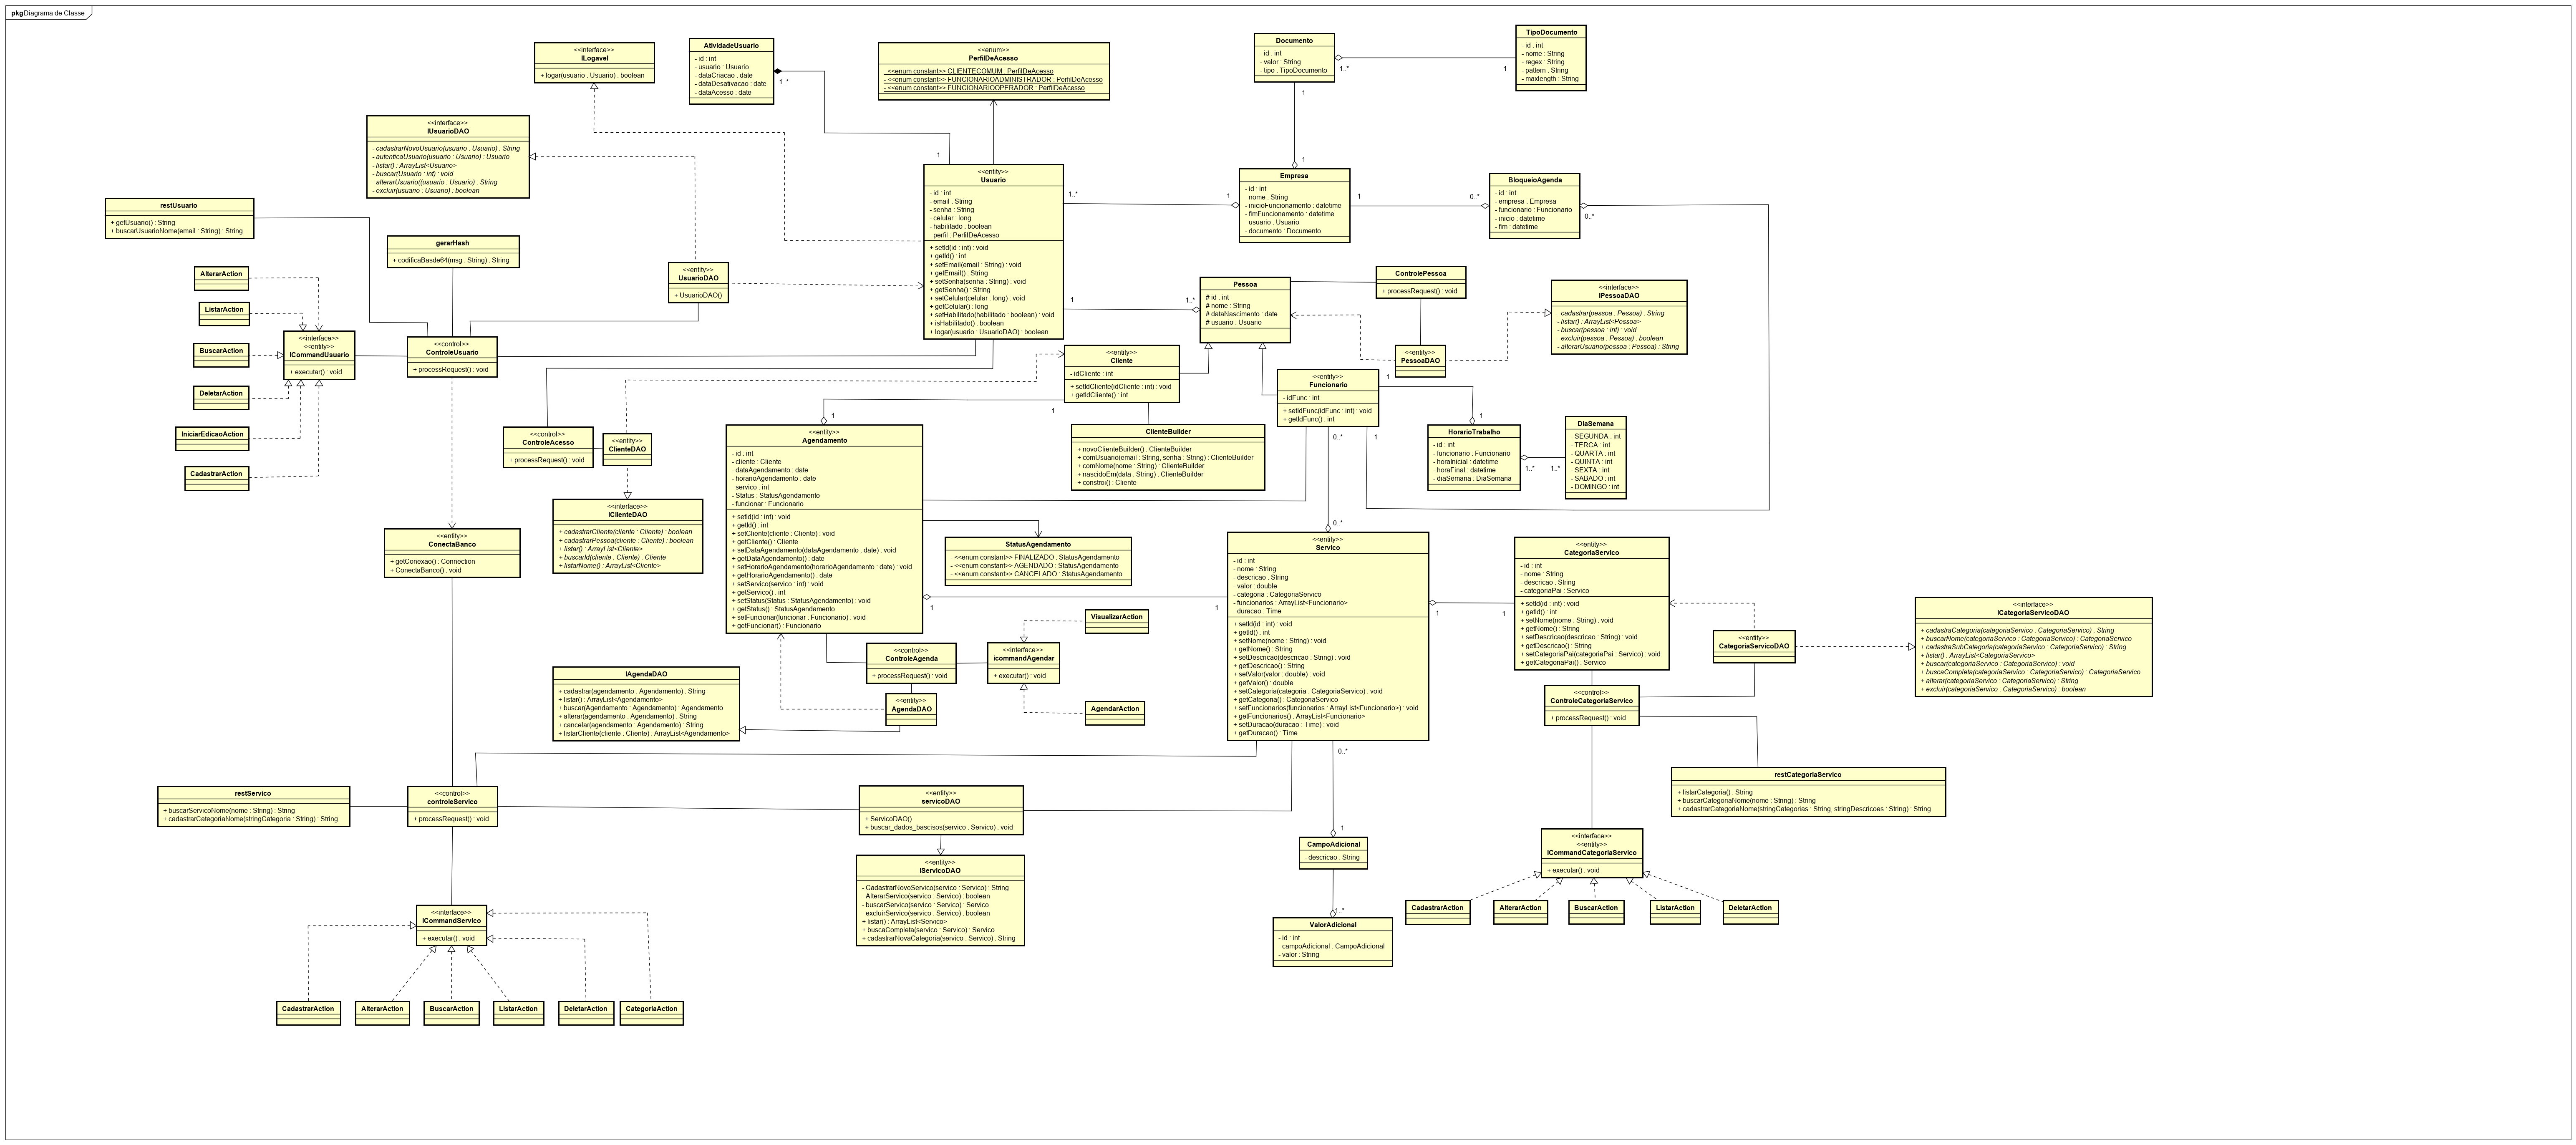 pkg Diagrama de Classe
<<interface>>
ILogavel
+ logar(usuario : Usuario) : boolean
AtividadeUsuario
- id : int
- usuario : Usuario
- dataCriacao : date
- dataDesativacao : date
- dataAcesso : date
1..*
<<enum>>
PerfilDeAcesso
- <<enum constant>> CLIENTECOMUM : PerfilDeAcesso
- <<enum constant>> FUNCIONARIOADMINISTRADOR : PerfilDeAcesso
- <<enum constant>> FUNCIONARIOOPERADOR : PerfilDeAcesso
Documento
- id : int
- valor : String
- tipo : TipoDocumento
1..*
1
1
1
TipoDocumento
- id : int
- nome : String
- regex : String
- pattern : String
- maxlength : String
<<interface>>
IUsuarioDAO
- cadastrarNovoUsuario(usuario : Usuario) : String
- autenticaUsuario(usuario : Usuario) : Usuario
- listar() : ArrayList<Usuario>
- buscar(Usuario : int) : void
- alterarUsuario((usuario : Usuario) : String
- excluir(usuario : Usuario) : boolean
1
<<entity>>
Usuario
- id : int
- email : String
- senha : String
- celular : long
- habilitado : boolean
- perfil : PerfilDeAcesso
+ setId(id : int) : void
+ getId() : int
+ setEmail(email : String) : void
+ getEmail() : String
+ setSenha(senha : String) : void
+ getSenha() : String
+ setCelular(celular : long) : void
+ getCelular() : long
+ setHabilitado(habilitado : boolean) : void
+ isHabilitado() : boolean
+ logar(usuario : UsuarioDAO) : boolean
1..*
1
Empresa
- id : int
- nome : String
- inicioFuncionamento : datetime
- fimFuncionamento : datetime
- usuario : Usuario
- documento : Documento
1
0..*
BloqueioAgenda
- id : int
- empresa : Empresa
- funcionario : Funcionario
- inicio : datetime
- fim : datetime
0..*
restUsuario
+ getUsuario() : String
+ buscarUsuarioNome(email : String) : String
gerarHash
+ codificaBasde64(msg : String) : String
<<entity>>
UsuarioDAO
+ UsuarioDAO()
AlterarAction
ListarAction
BuscarAction
DeletarAction
IniciarEdicaoAction
CadastrarAction
<<interface>>
<<entity>>
ICommandUsuario
+ executar() : void
<<control>>
ControleUsuario
+ processRequest() : void
1
1..*
Pessoa
# id : int
# nome : String
# dataNascimento : date
# usuario : Usuario
ControlePessoa
+ processRequest() : void
<<entity>>
PessoaDAO
<<interface>>
IPessoaDAO
- cadastrar(pessoa : Pessoa) : String
- listar() : ArrayList<Pessoa>
- buscar(pessoa : int) : void
- excluir(pessoa : Pessoa) : boolean
- alterarUsuario(pessoa : Pessoa) : String
<<entity>>
Cliente
- idCliente : int
+ setIdCliente(idCliente : int) : void
+ getIdCliente() : int
1
<<entity>>
Funcionario
- idFunc : int
+ setIdFunc(idFunc : int) : void
+ getIdFunc() : int
1
1
0..*
1
HorarioTrabalho
- id : int
- funcionario : Funcionario
- horaInicial : datetime
- horaFinal : datetime
- diaSemana : DiaSemana
1..*
1..*
DiaSemana
- SEGUNDA : int
- TERCA : int
- QUARTA : int
- QUINTA : int
- SEXTA : int
- SABADO : int
- DOMINGO : int
<<control>>
ControleAcesso
+ processRequest() : void
<<entity>>
ClienteDAO
<<interface>>
IClienteDAO
+ cadastrarCliente(cliente : Cliente) : boolean
+ cadastrarPessoa(cliente : Cliente) : boolean
+ listar() : ArrayList<Cliente>
+ buscarId(cliente : Cliente) : Cliente
+ listarNome() : ArrayList<Cliente>
1
<<entity>>
Agendamento
- id : int
- cliente : Cliente
- dataAgendamento : date
- horarioAgendamento : date
- servico : int
- Status : StatusAgendamento
- funcionar : Funcionario
+ setId(id : int) : void
+ getId() : int
+ setCliente(cliente : Cliente) : void
+ getCliente() : Cliente
+ setDataAgendamento(dataAgendamento : date) : void
+ getDataAgendamento() : date
+ setHorarioAgendamento(horarioAgendamento : date) : void
+ getHorarioAgendamento() : date
+ setServico(servico : int) : void
+ getServico() : int
+ setStatus(Status : StatusAgendamento) : void
+ getStatus() : StatusAgendamento
+ setFuncionar(funcionar : Funcionario) : void
+ getFuncionar() : Funcionario
1
1
ClienteBuilder
+ novoClienteBuilder() : ClienteBuilder
+ comUsuario(email : String, senha : String) : ClienteBuilder
+ comNome(nome : String) : ClienteBuilder
+ nascidoEm(data : String) : ClienteBuilder
+ constroi() : Cliente
StatusAgendamento
- <<enum constant>> FINALIZADO : StatusAgendamento
- <<enum constant>> AGENDADO : StatusAgendamento
- <<enum constant>> CANCELADO : StatusAgendamento
<<entity>>
ConectaBanco
+ getConexao() : Connection
+ ConectaBanco() : void
0..*
<<entity>>
Servico
- id : int
- nome : String
- descricao : String
- valor : double
- categoria : CategoriaServico
- funcionarios : ArrayList<Funcionario>
- duracao : Time
+ setId(id : int) : void
+ getId() : int
+ setNome(nome : String) : void
+ getNome() : String
+ setDescricao(descricao : String) : void
+ getDescricao() : String
+ setValor(valor : double) : void
+ getValor() : double
+ setCategoria(categoria : CategoriaServico) : void
+ getCategoria() : CategoriaServico
+ setFuncionarios(funcionarios : ArrayList<Funcionario>) : void
+ getFuncionarios() : ArrayList<Funcionario>
+ setDuracao(duracao : Time) : void
+ getDuracao() : Time
1
1
0..*
<<entity>>
CategoriaServico
- id : int
- nome : String
- descricao : String
- categoriaPai : Servico
+ setId(id : int) : void
+ getId() : int
+ setNome(nome : String) : void
+ getNome() : String
+ setDescricao(descricao : String) : void
+ getDescricao() : String
+ setCategoriaPai(categoriaPai : Servico) : void
+ getCategoriaPai() : Servico
<<entity>>
CategoriaServicoDAO
<<interface>>
ICategoriaServicoDAO
+ cadastraCategoria(categoriaServico : CategoriaServico) : String
+ buscarNome(categoriaServico : CategoriaServico) : CategoriaServico
+ cadastraSubCategoria(categoriaServico : CategoriaServico) : String
+ listar() : ArrayList<CategoriaServico>
+ buscar(categoriaServico : CategoriaServico) : void
+ buscaCompleta(categoriaServico : CategoriaServico) : CategoriaServico
+ alterar(categoriaServico : CategoriaServico) : String
+ excluir(categoriaServico : CategoriaServico) : boolean
VisualizarAction
<<control>>
ControleAgenda
+ processRequest() : void
<<interface>>
icommandAgendar
+ executar() : void
AgendarAction
<<entity>>
AgendaDAO
IAgendaDAO
+ cadastrar(agendamento : Agendamento) : String
+ listar() : ArrayList<Agendamento>
+ buscar(Agendamento : Agendamento) : Agendamento
+ alterar(agendamento : Agendamento) : String
+ cancelar(agendamento : Agendamento) : String
+ listarCliente(cliente : Cliente) : ArrayList<Agendamento>
<<control>>
ControleCategoriaServico
+ processRequest() : void
restCategoriaServico
+ listarCategoria() : String
+ buscarCategoriaNome(nome : String) : String
+ cadastrarCategoriaNome(stringCategorias : String, stringDescricoes : String) : String
restServico
+ buscarServicoNome(nome : String) : String
+ cadastrarCategoriaNome(stringCategoria : String) : String
<<control>>
controleServico
+ processRequest() : void
<<entity>>
servicoDAO
+ ServicoDAO()
+ buscar_dados_bascisos(servico : Servico) : void
<<entity>>
IServicoDAO
- CadastrarNovoServico(servico : Servico) : String
- AlterarServico(servico : Servico) : boolean
- buscarServico(servico : Servico) : Servico
- excluirServico(servico : Servico) : boolean
+ listar() : ArrayList<Servico>
+ buscaCompleta(servico : Servico) : Servico
+ cadastrarNovaCategoria(servico : Servico) : String
1
CampoAdicional
- descricao : String
1..*
ValorAdicional
- id : int
- campoAdicional : CampoAdicional
- valor : String
<<interface>>
<<entity>>
ICommandCategoriaServico
+ executar() : void
CadastrarAction
AlterarAction
BuscarAction
ListarAction
DeletarAction
<<interface>>
ICommandServico
+ executar() : void
CadastrarAction
AlterarAction
BuscarAction
ListarAction
DeletarAction
CategoriaAction